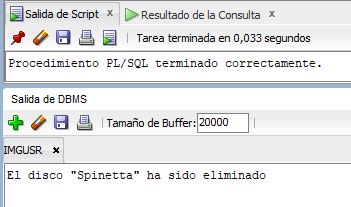 Salida de Script x Resultado de la Consulta x
Tarea terminada en 0,033 segundos
Procedimiento PL/SQL terminado correctamente.
Salida de DBMS
Tamaño de Buffer: 20000
IMGUSR x
El disco "Spinetta" ha sido eliminado